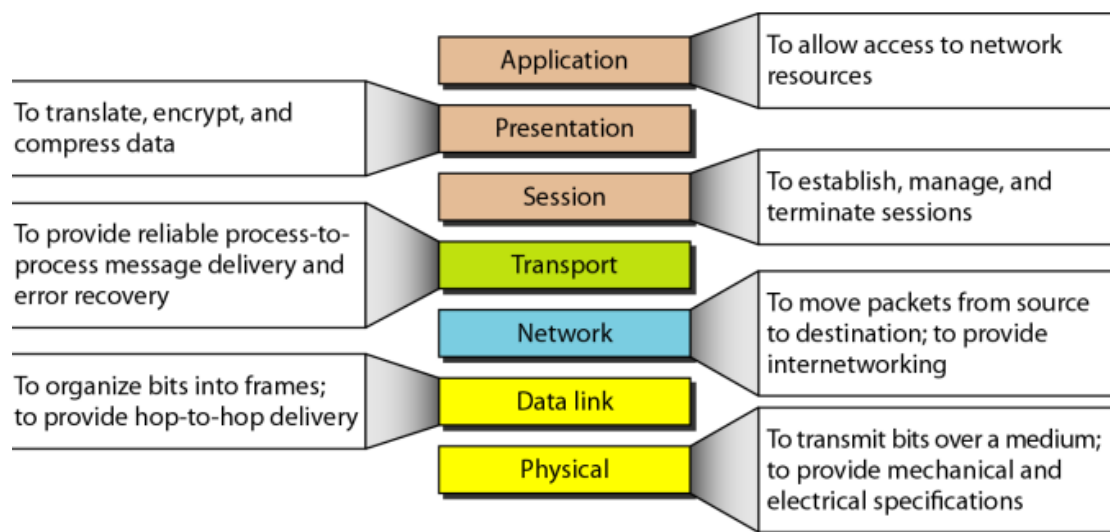 Application
To allow access to network
resources
To translate, encrypt, and
compress data
Presentation
Session
To establish, manage, and
terminate sessions
To provide reliable process-to-
process message delivery and
error recovery
Transport
Network
To move packets from source
to destination; to provide
internetworking
To organize bits into frames;
to provide hop-to-hop delivery
Data link
Physical
To transmit bits over a medium;
to provide mechanical and
electrical specifications